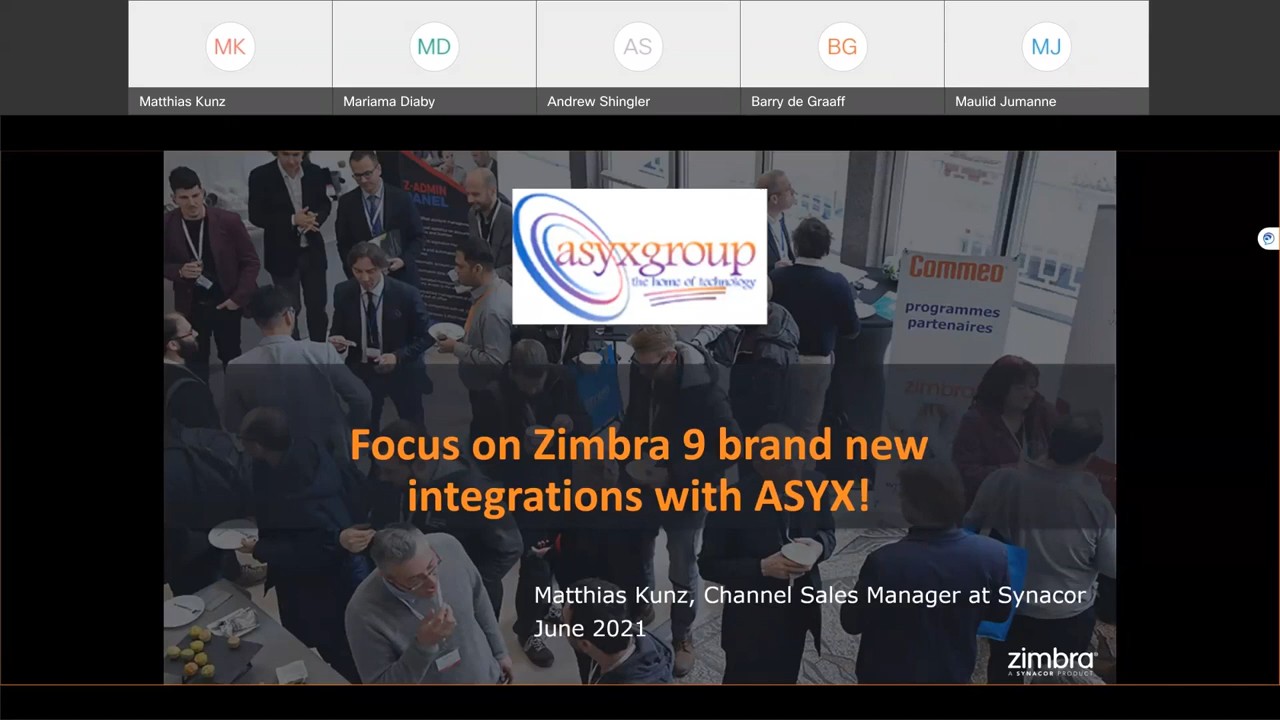 MK
MD
AS
BG
MJ
Matthias Kunz
Mariama Diaby
Andrew Shingler
Barry de Graaff
Maulid Jumanne
Z-ADMIN
asyxgroup
the home of technology
Commeo
programmes
partenaires
zimbra
Focus on Zimbra 9 brand new
integrations with ASYX!
Matthias Kunz, Channel Sales Manager at Synacor
June 2021
zimbra
A SYNACOR PRODUCT